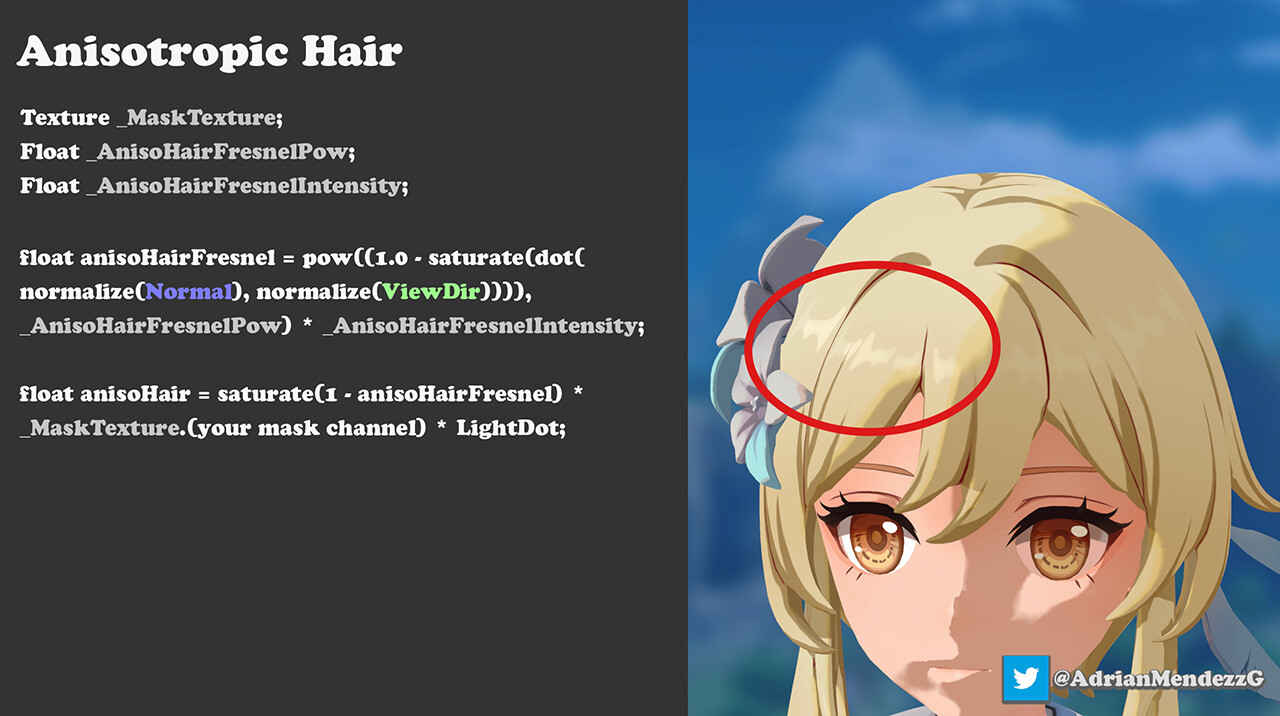 Anisotropic Hair
Texture _MaskTexture;
Float _AnisoHairFresnelPow;
Float _AnisoHairFresnelIntensity;
float anisoHairFresnel = pow((1.0 - saturate(dot(
normalize(Normal), normalize(ViewDir)))),
_AnisoHairFresnelPow) * _AnisoHairFresnelIntensity;
float anisoHair = saturate(1 - anisoHairFresnel) *
_MaskTexture.(your mask channel) * LightDot;
@AdrianMendezzG